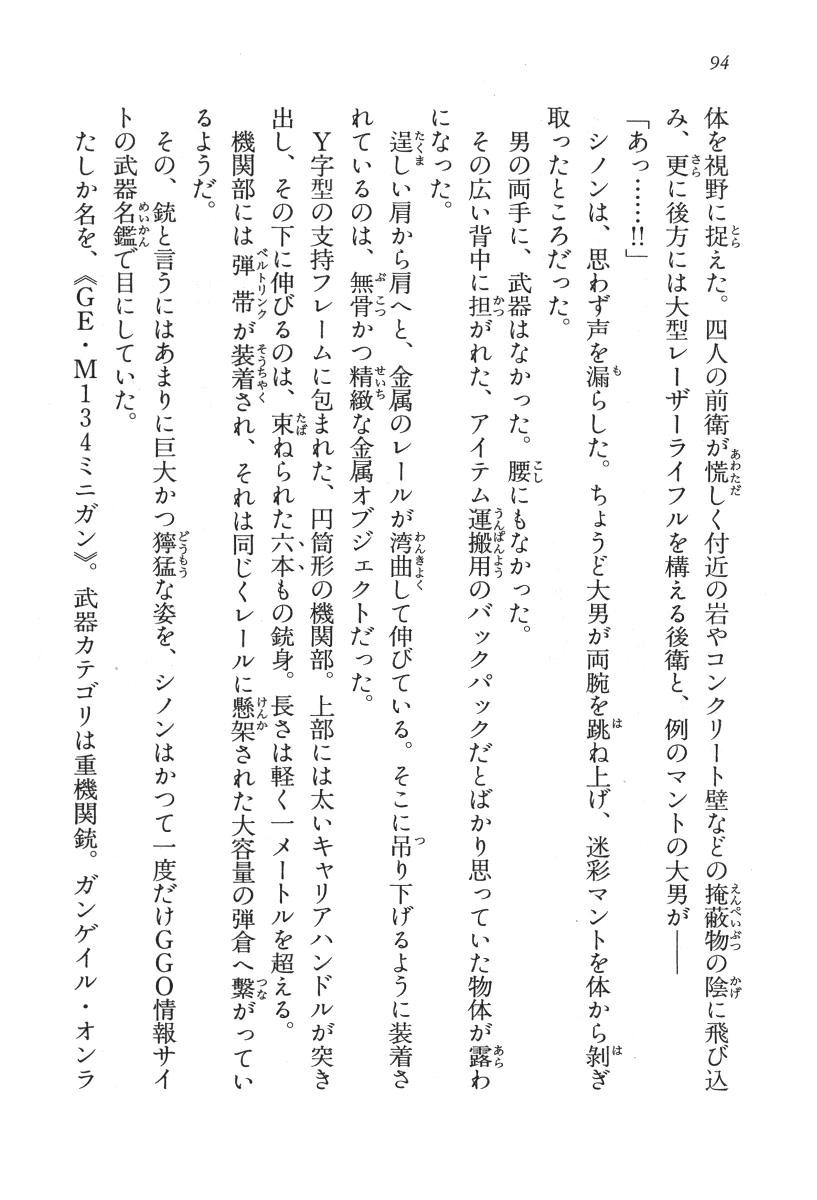 94
体を視野に捉えた。四人の前衛が慌しく付近の岩やコンクリート壁などの掩蔽物の陰に飛び込
み、更に後方には大型レーザーライフルを構える後衛と、例のマントの大男が――
「あっ……!!」
シノンは、思わず声を漏らした。ちょうど大男が両腕を跳ね上げ、迷彩マントを体から剝ぎ
取ったところだった。
男の両手に、武器はなかった。腰にもなかった。
その広い背中に担がれた、アイテム運搬用のバックパックだとばかり思っていた物体が露わ
になった。
逞しい肩から肩へと、金属のレールが湾曲して伸びている。そこに吊り下げるように装着さ
れているのは、無骨かつ精緻な金属オブジェクトだった。
Y字型の支持フレームに包まれた、円筒形の機関部。上部には太いキャリアハンドルが突き
出し、その下に伸びるのは、束ねられた六本もの銃身。長さは軽く一メートルを超える。
機関部には弾帯が装着され、それは同じくレールに懸架された大容量の弾倉へ繫がってい
るようだ。
その、銃と言うにはあまりに巨大かつ獰猛な姿を、シノンはかつて一度だけGGO情報サイ
トの武器名鑑で目にしていた。
たしか名を、《GE・M134ミニガン》。武器カテゴリは重機関銃。ガンゲイル・オンラ